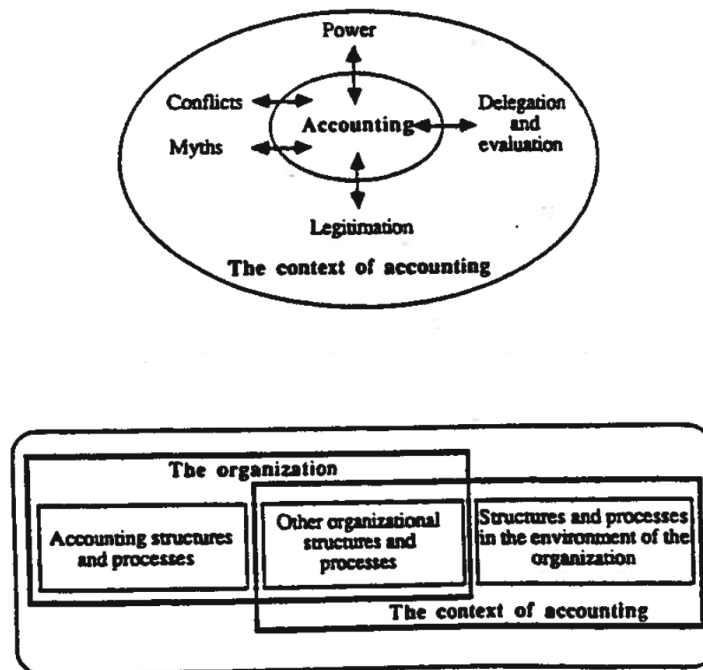 Power
Conflicts
Accounting
Delegation
and
evaluation
Myths
Legitimation
The context of accounting
The organization
Accounting structures
and processes
Other organizational
structures and
processes
Structures and processes
in the environment of the
organization
The context of accounting